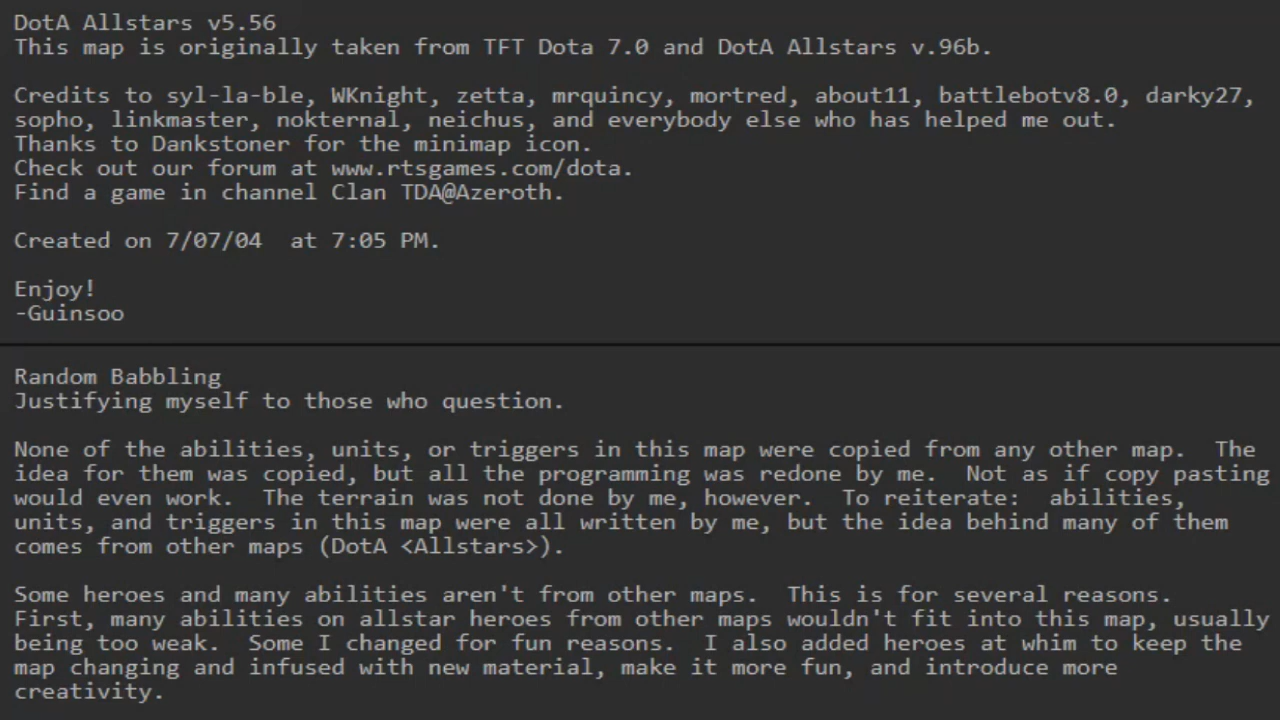 DotA Allstars v5.56
This map is originally taken from TFT Dota 7.0 and DotA Allstars v.96b.
Credits to syl-la-ble, WKnight, zetta, mrquincy, mortred, about11, battlebotv8.0, darky27,
sopho, linkmaster, nokternal, neichus, and everybody else who has helped me out.
Thanks to Dankstoner for the minimap icon.
Check out our forum at www.rtsgames.com/dota.
Find a game in channel Clan TDA@Azeroth.
Created on 7/07/04  at 7:05 PM.
Enjoy!
-Guinsoo
Random Babbling
Justifying myself to those who question.
None of the abilities, units, or triggers in this map were copied from any other map.  The
idea for them was copied, but all the programming was redone by me.  Not as if copy pasting
would even work.  The terrain was not done by me, however.  To reiterate:  abilities,
units, and triggers in this map were all written by me, but the idea behind many of them
comes from other maps (DotA <Allstars>).
Some heroes and many abilities aren't from other maps.  This is for several reasons.
First, many abilities on allstar heroes from other maps wouldn't fit into this map, usually
being too weak.  Some I changed for fun reasons.  I also added heroes at whim to keep the
map changing and infused with new material, make it more fun, and introduce more
creativity.